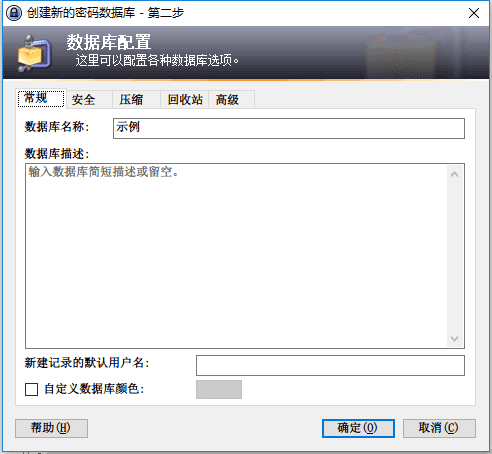 创建新的密码数据库 - 第二步
数据库配置
这里可以配置各种数据库选项。
常规 安全 压缩 回收站 高级
数据库名称： 示例
数据库描述：
输入数据库简短描述或留空。
新建记录的默认用户名：
自定义数据库颜色：
帮助(H) 确定(O) 取消(C)